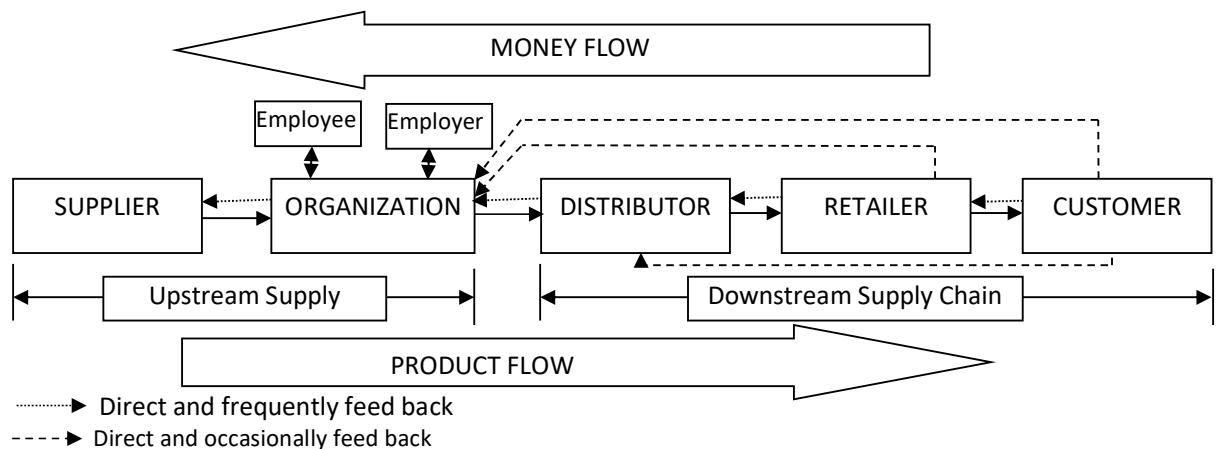 MONEY FLOW
Employee
Employer
SUPPLIER
ORGANIZATION
DISTRIBUTOR
RETAILER
CUSTOMER
Upstream Supply
Downstream Supply Chain
PRODUCT FLOW
Direct and frequently feed back
Direct and occasionally feed back